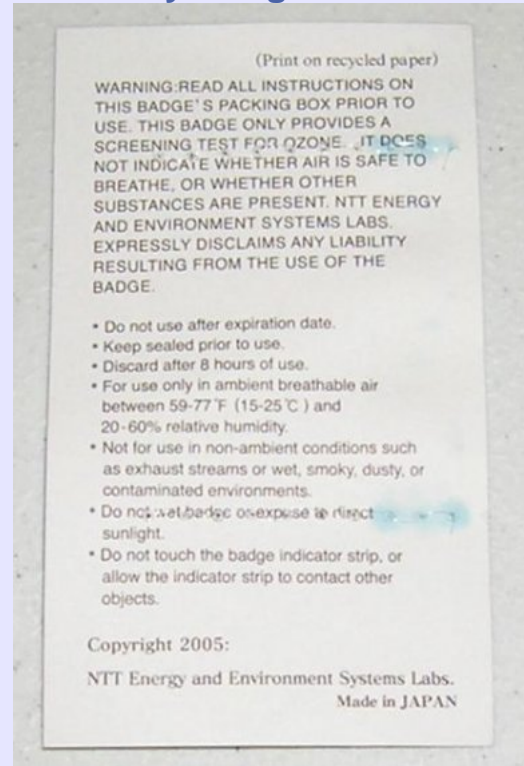 (Print on recycled paper)
WARNING:READ ALL INSTRUCTIONS ON
THIS BADGE'S PACKING BOX PRIOR TO
USE. THIS BADGE ONLY PROVIDES A
SCREENING TEST FOR OZONE. IT DOES
NOT INDICATE WHETHER AIR IS SAFE TO
BREATHE, OR WHETHER OTHER
SUBSTANCES ARE PRESENT. NTT ENERGY
AND ENVIRONMENT SYSTEMS LABS.
EXPRESSLY DISCLAIMS ANY LIABILITY
RESULTING FROM THE USE OF THE
BADGE.
• Do not use after expiration date.
• Keep sealed prior to use.
• Discard after 8 hours of use.
• For use only in ambient breathable air
between 59-77°F (15-25°C) and
20-60% relative humidity.
• Not for use in non-ambient conditions such
as exhaust streams or wet, smoky, dusty, or
contaminated environments.
• Do not wet badge or expose to direct
sunlight.
• Do not touch the badge indicator strip, or
allow the indicator strip to contact other
objects.
Copyright 2005:
NTT Energy and Environment Systems Labs.
Made in JAPAN